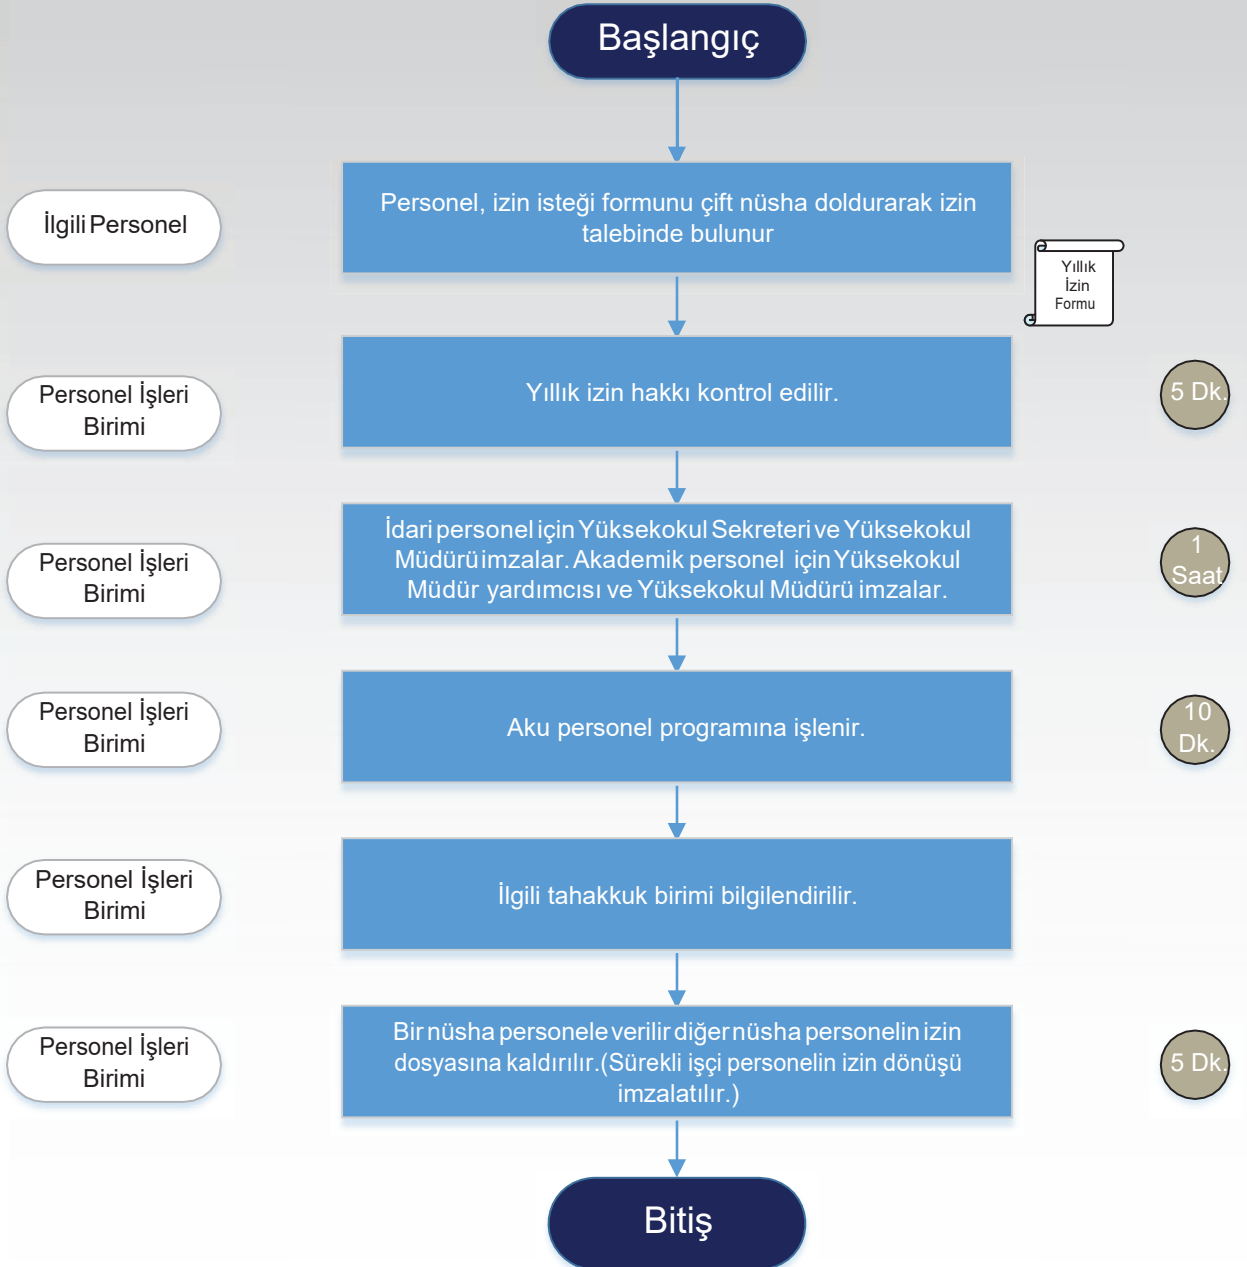 Başlangıç
İlgili Personel
Personel, izin isteği formunu çift nüsha doldurarak izin
talebinde bulunur
Yıllık
İzin
Formu
Personel İşleri
Birimi
Yıllık izin hakkı kontrol edilir.
5 Dk.
Personel İşleri
Birimi
İdari personel için Yüksekokul Sekreteri ve Yüksekokul
Müdürü imzalar. Akademik personel için Yüksekokul
Müdür yardımcısı ve Yüksekokul Müdürü imzalar.
1
Saat
Personel İşleri
Birimi
Aku personel programına işlenir.
10
Dk.
Personel İşleri
Birimi
İlgili tahakkuk birimi bilgilendirilir.
Personel İşleri
Birimi
Bir nüsha personele verilir diğer nüsha personelin izin
dosyasına kaldırılır.(Sürekli işçi personelin izin dönüşü
imzalatılır.)
5 Dk.
Bitiş